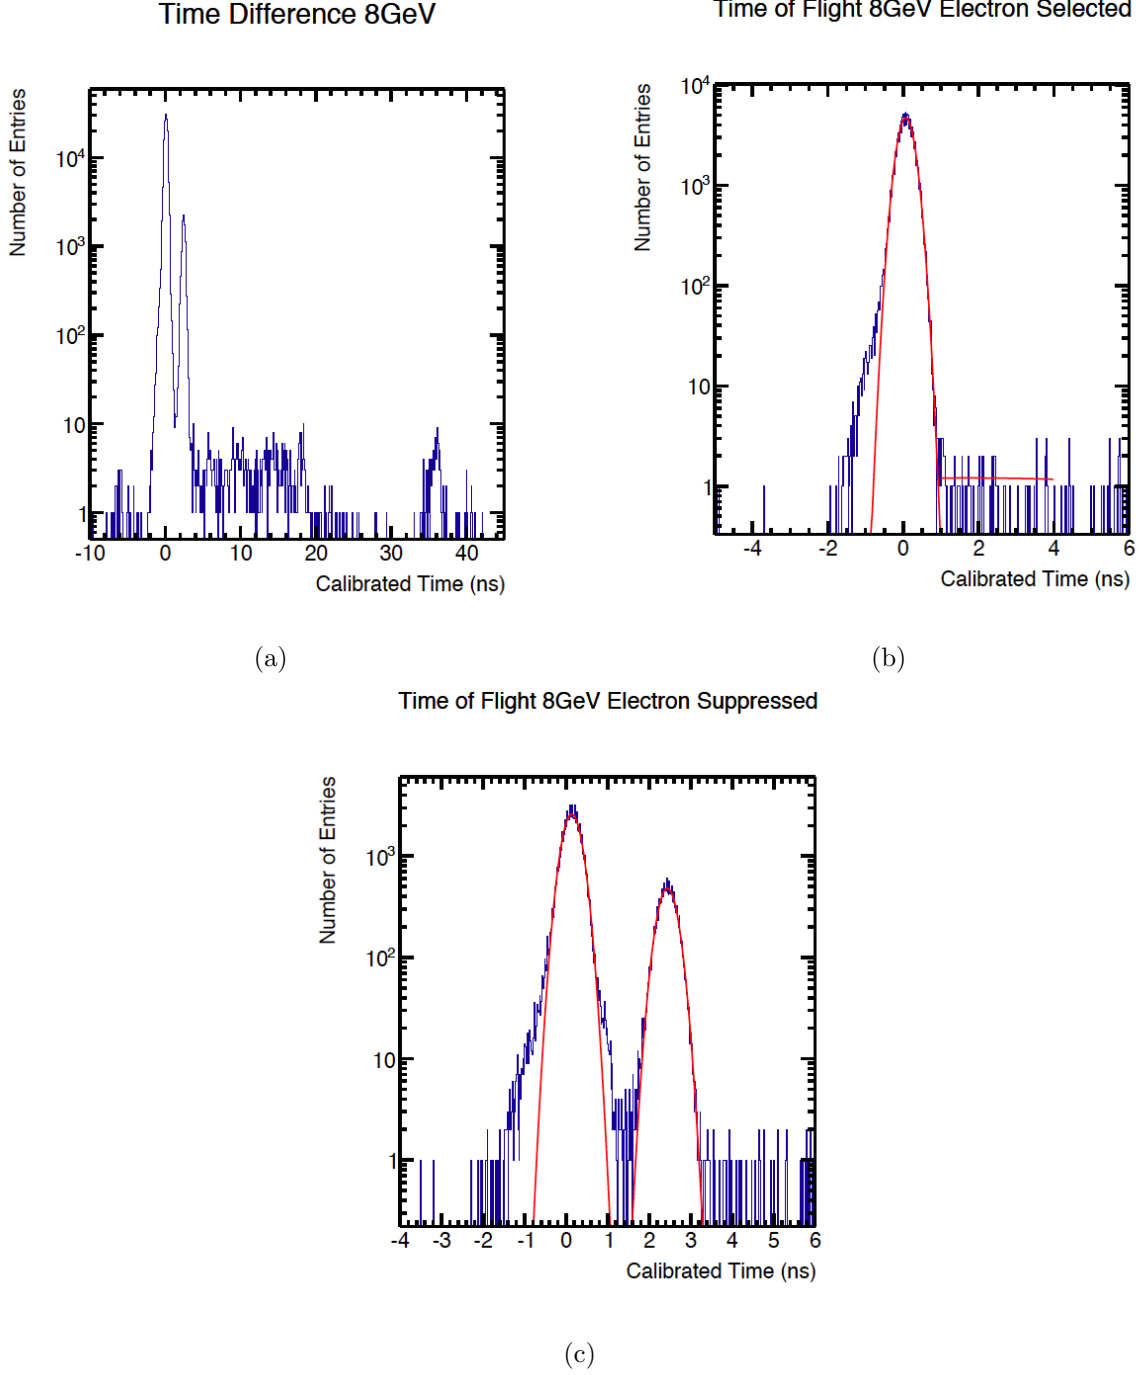 Time Difference 8GeV
Number of Entries
10^4
10^3
10^2
10
1
-10 0 10 20 30 40
Calibrated Time (ns)
(a)
Time of Flight 8GeV Electron Selected
Number of Entries
10^4
10^3
10^2
10
1
-4 -2 0 2 4 6
Calibrated Time (ns)
(b)
Time of Flight 8GeV Electron Suppressed
Number of Entries
10^3
10^2
10
1
-4 -3 -2 -1 0 1 2 3 4 5 6
Calibrated Time (ns)
(c)